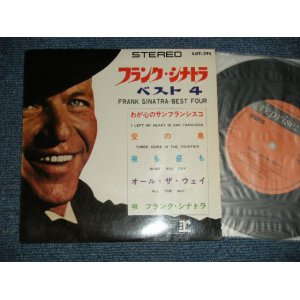 STEREO
SJET-292
フランク・シナトラ
ベスト4
FRANK SINATRA・BEST FOUR
わが心のサンフランシスコ
I LEFT MY HEART IN SAN FRANCISCO
愛の泉
THREE COINS IN THE FOUNTAIN
夜も昼も
NIGHT AND DAY
オール・ザ・ウェイ
ALL THE WAY
唄 フランク・シナトラ
reprise